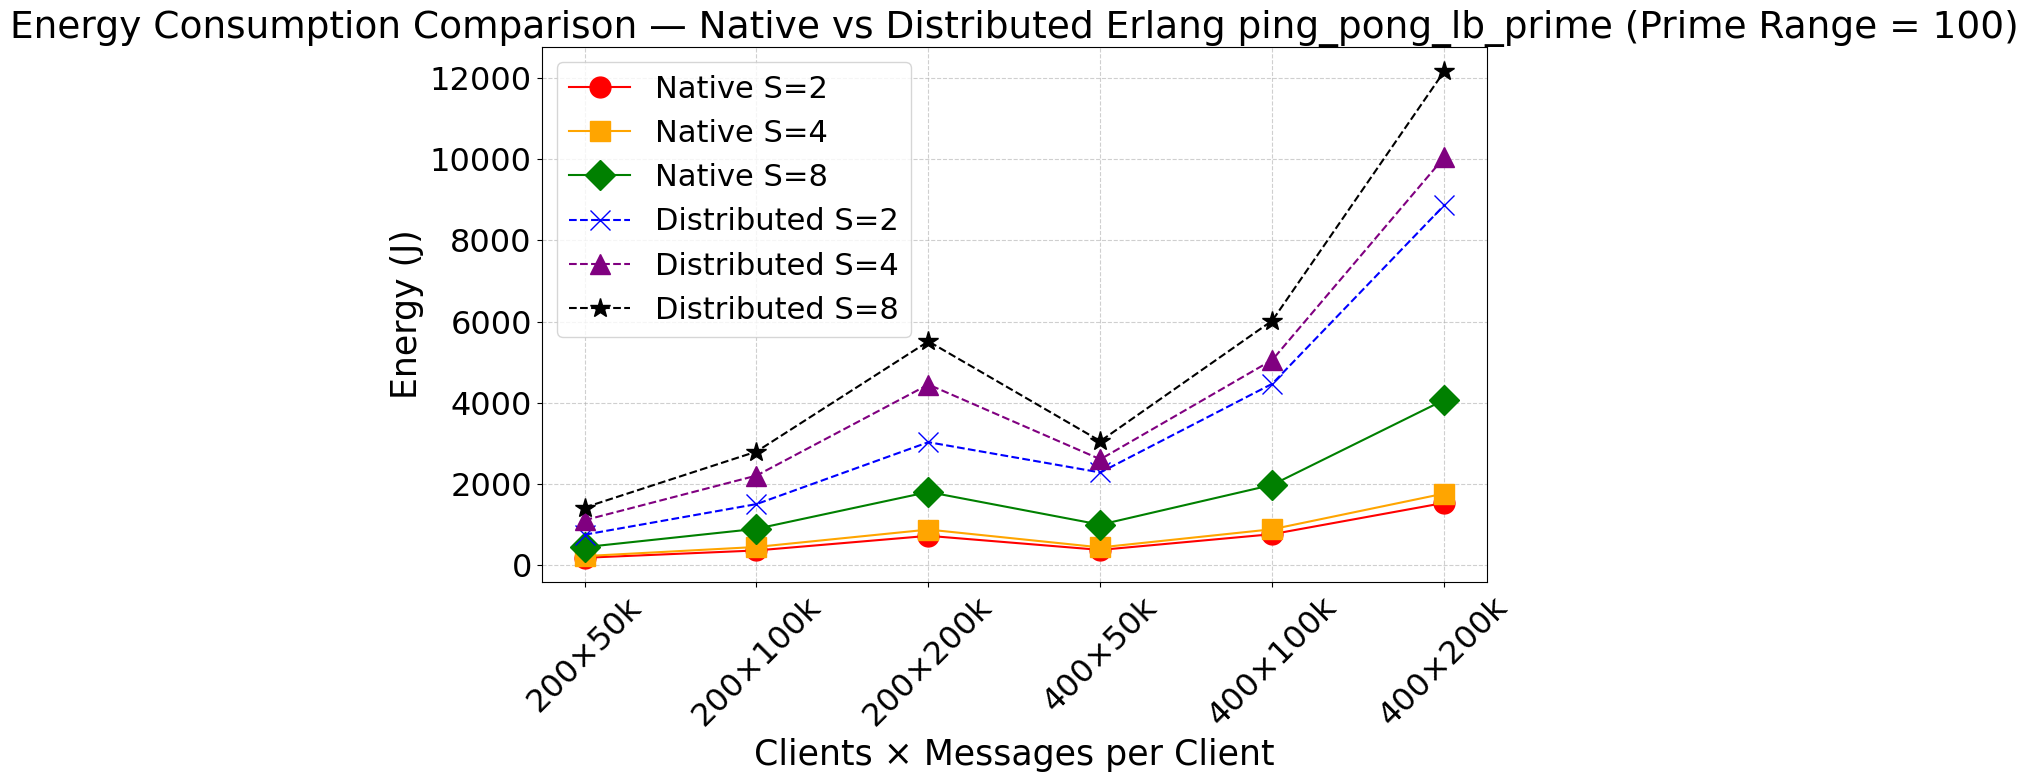 Energy Consumption Comparison — Native vs Distributed Erlang ping_pong_lb_prime (Prime Range = 100)
Native S=2
Native S=4
Native S=8
Distributed S=2
Distributed S=4
Distributed S=8
Energy (J)
12000
10000
8000
6000
4000
2000
0
200×50k
200×100k
200×200k
400×50k
400×100k
400×200k
Clients × Messages per Client